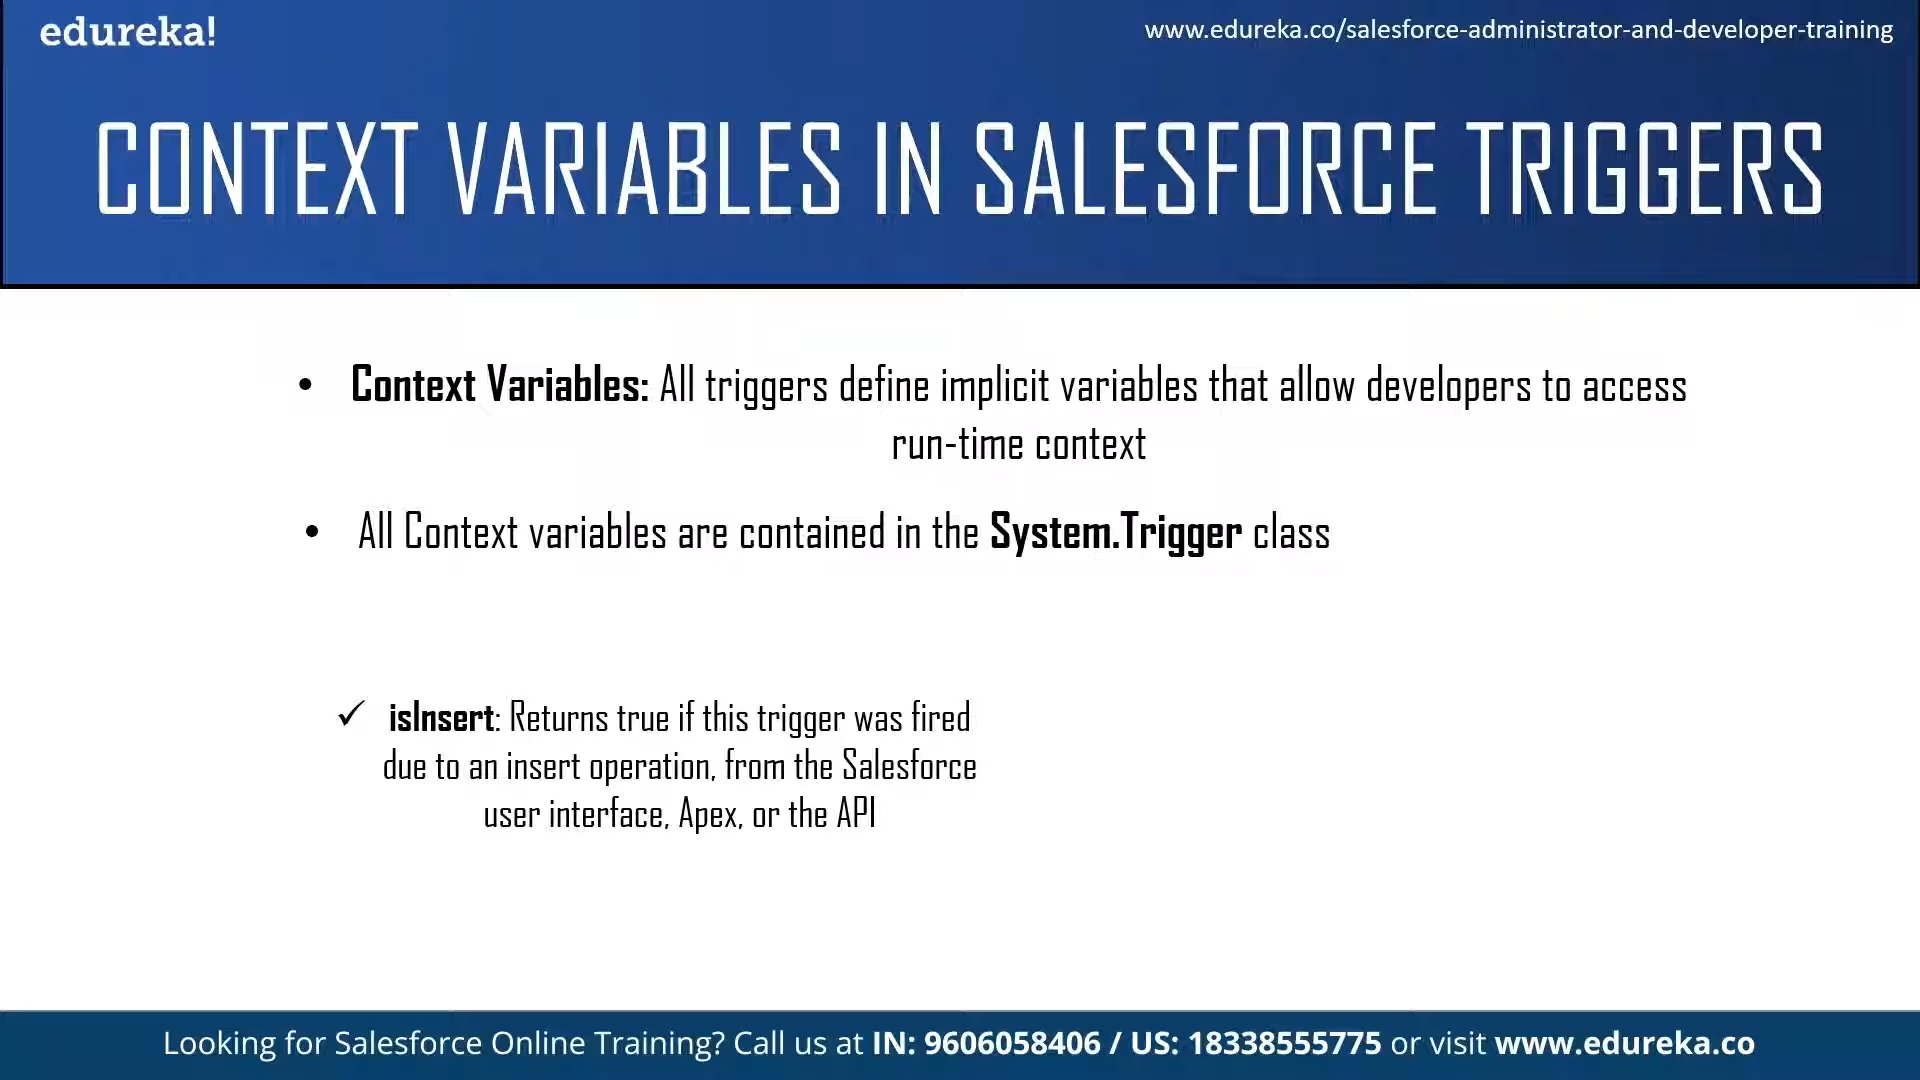 edureka!
www.edureka.co/salesforce-administrator-and-developer-training
CONTEXT VARIABLES IN SALESFORCE TRIGGERS
• Context Variables: All triggers define implicit variables that allow developers to access
run-time context
• All Context variables are contained in the System.Trigger class
✓ isInsert: Returns true if this trigger was fired
due to an insert operation, from the Salesforce
user interface, Apex, or the API
Looking for Salesforce Online Training? Call us at IN: 9606058406 / US: 18338555775 or visit www.edureka.co